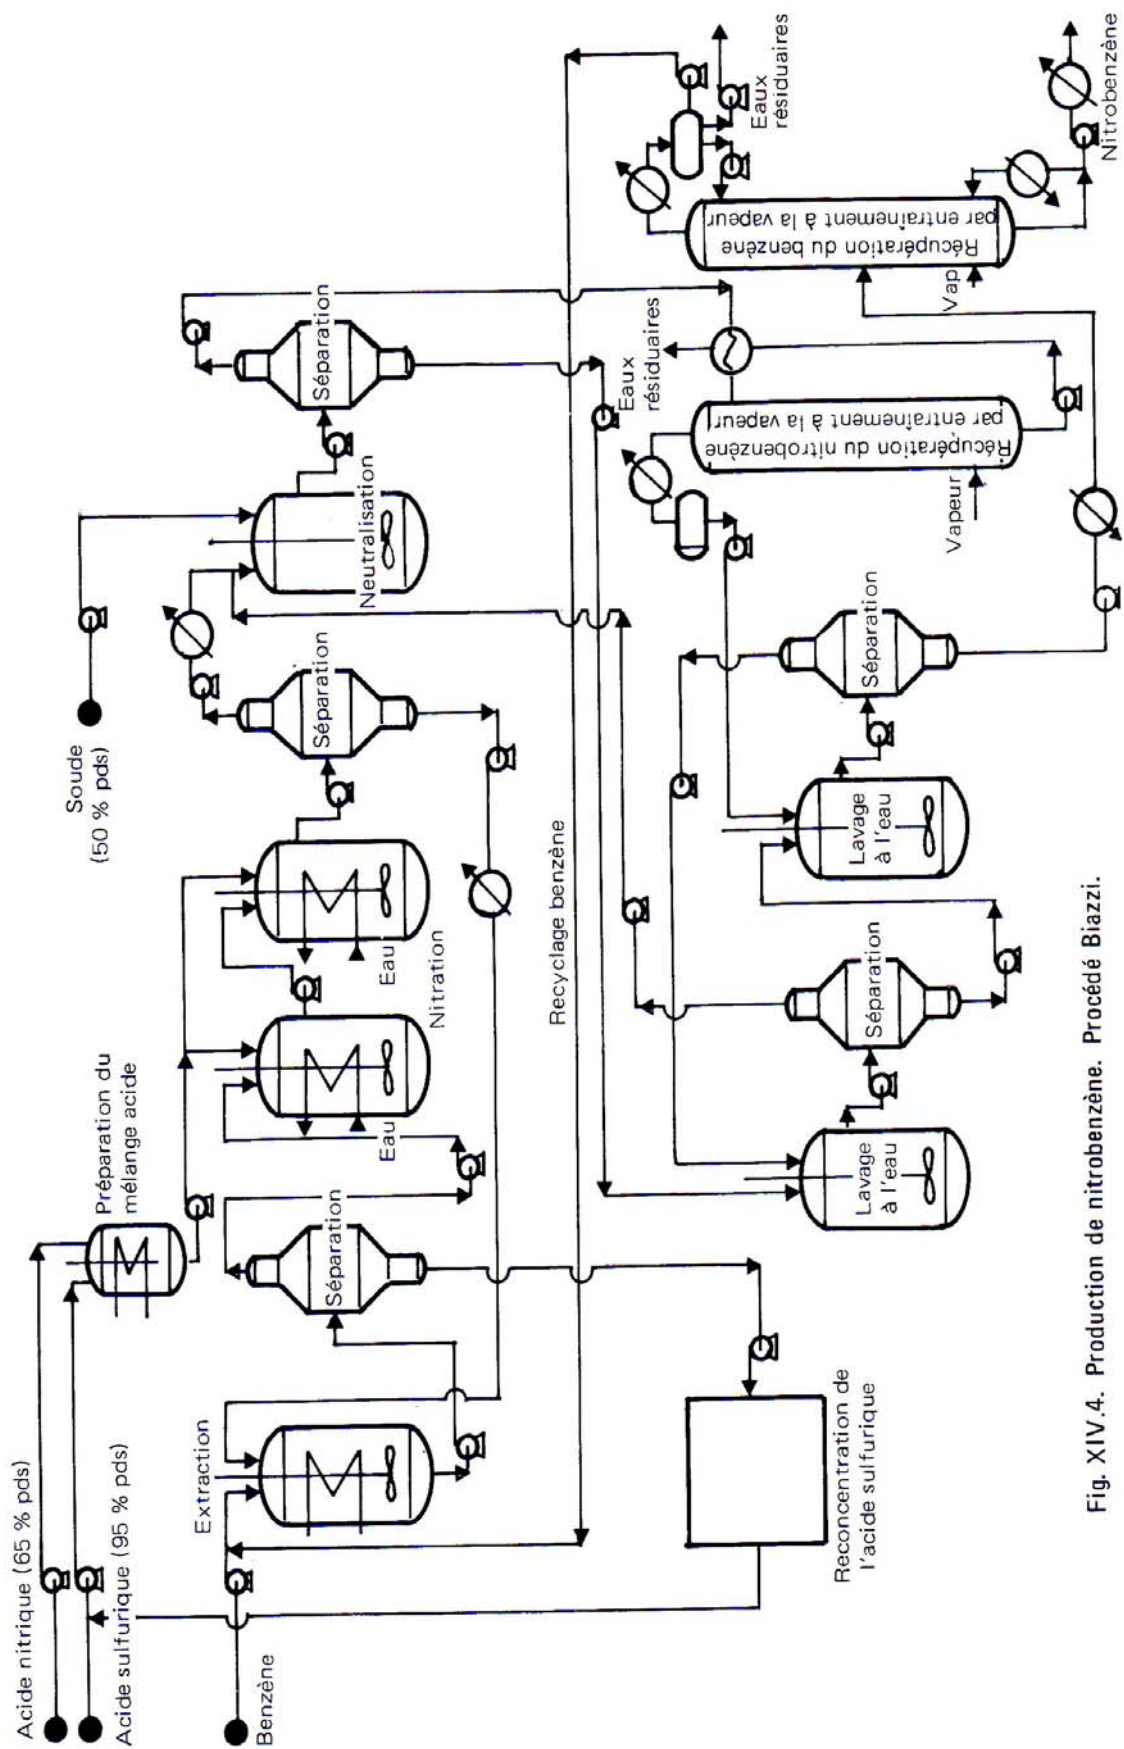 Acide nitrique (65 % pds)
Acide sulfurique (95 % pds)
Benzène
Extraction
Préparation du
mélange acide
Séparation
Eau
Eau
Nitration
Séparation
Soude
(50 % pds)
Neutralisation
Séparation
Recyclage benzène
Reconcentration de
l'acide sulfurique
Lavage
à l'eau
Séparation
Lavage
à l'eau
Séparation
Vapeur
Récupération du nitrobenzène
par entraînement à la vapeur
Eaux
résiduaires
Vap
Récupération du benzène
par entraînement à la vapeur
Eaux
résiduaires
Nitrobenzène
Fig. XIV.4. Production de nitrobenzène. Procédé Biazzi.